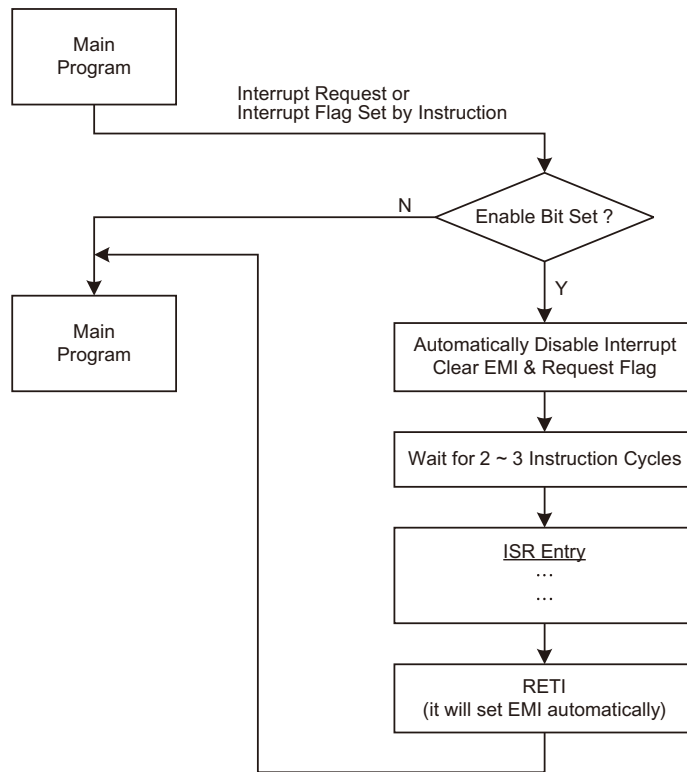 Main
Program
Interrupt Request or
Interrupt Flag Set by Instruction
Enable Bit Set ?
N
Y
Main
Program
Automatically Disable Interrupt
Clear EMI & Request Flag
Wait for 2 ~ 3 Instruction Cycles
ISR Entry
...
...
RETI
(it will set EMI automatically)